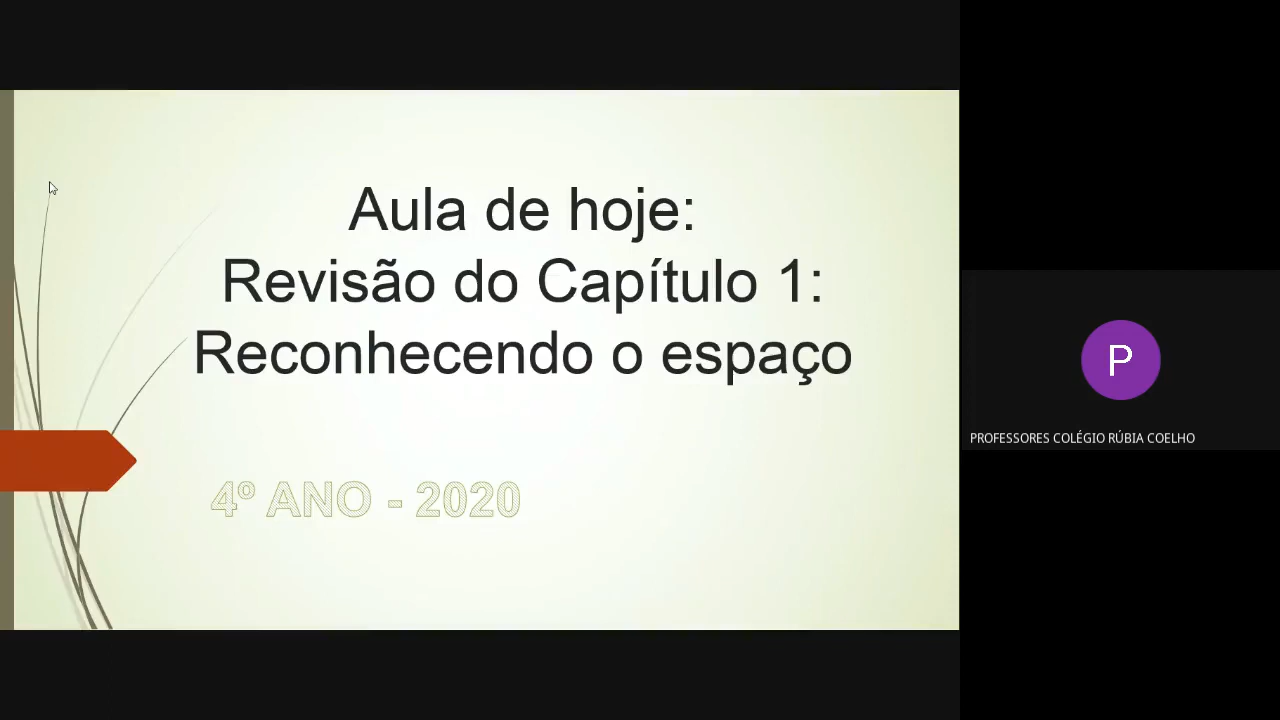 Aula de hoje:
Revisão do Capítulo 1:
Reconhecendo o espaço
4º ANO - 2020
P
PROFESSORES COLÉGIO RÚBIA COELHO